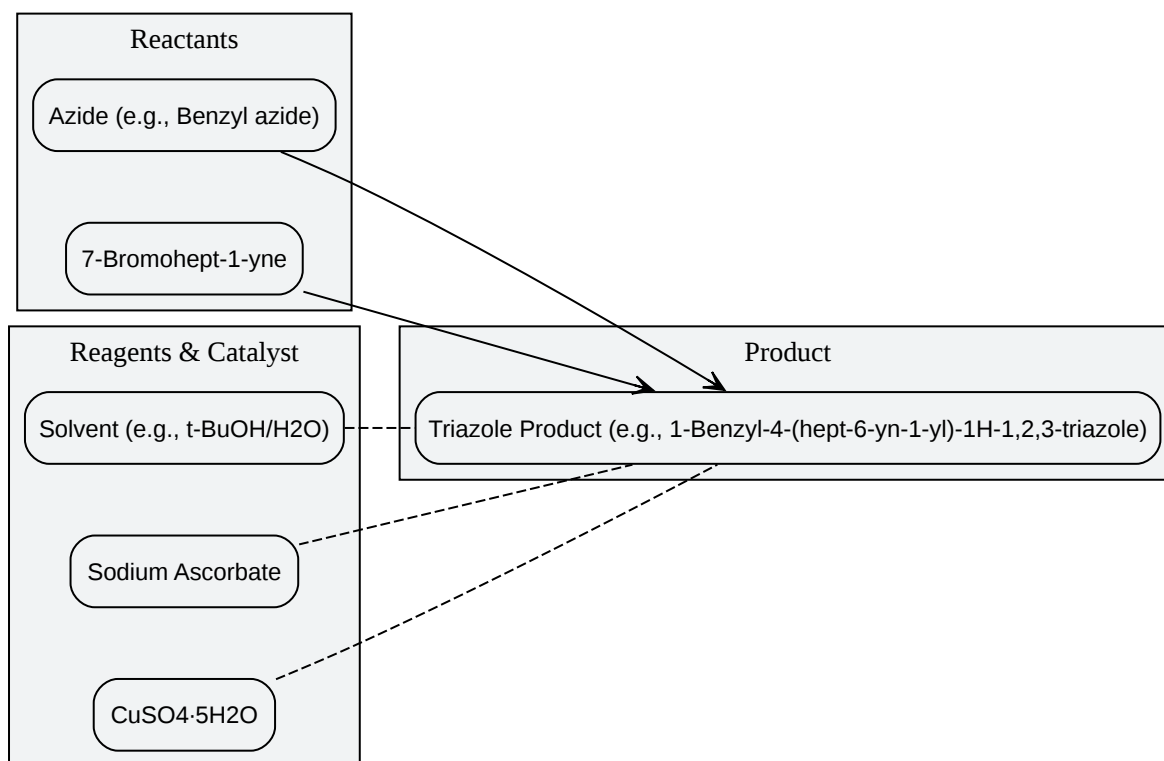 Reactants
Azide (e.g., Benzyl azide)
7-Bromohept-1-yne
Reagents & Catalyst
Solvent (e.g., t-BuOH/H2O)
Sodium Ascorbate
CuSO4·5H2O
Product
Triazole Product (e.g., 1-Benzyl-4-(hept-6-yn-1-yl)-1H-1,2,3-triazole)